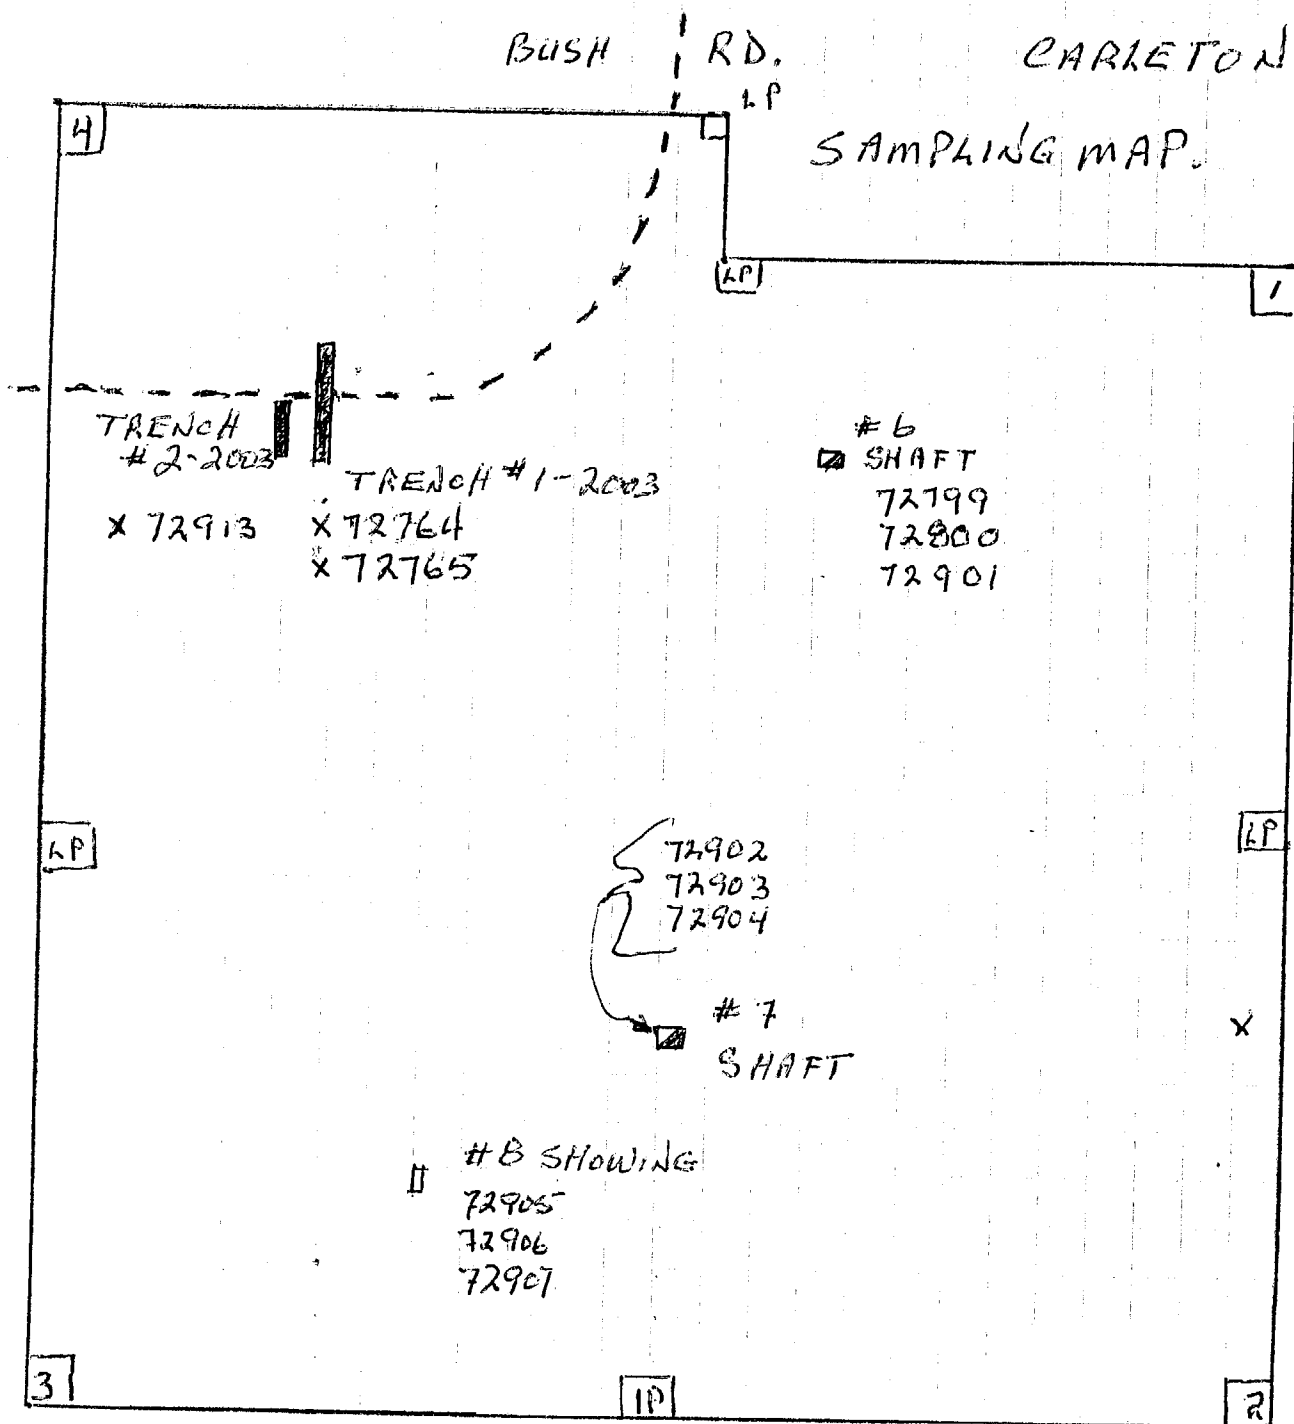 BUSH RD. CARLETON
LP
4
SAMPLING MAP.
LP
1
TRENCH
#2-2003
TRENCH #1-2003
X 72913
X 72764
X 72765
#6
SHAFT
72799
72800
72901
LP
LP
72902
72903
72904
#7
SHAFT
X
#8 SHOWING
72905
72906
72907
3
1P
2